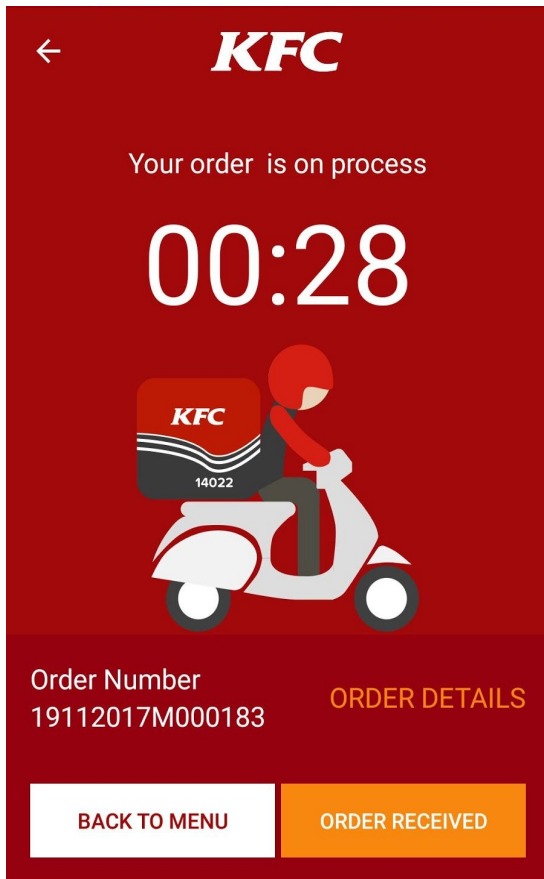 KFC
Your order  is on process
00:28
KFC
14022
Order Number
19112017M000183
ORDER DETAILS
BACK TO MENU
ORDER RECEIVED